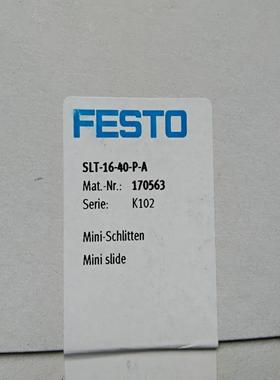 FESTO
SLT-16-40-P-A
Mat.-Nr.: 170563
Serie: K102
Mini-Schlitten
Mini slide